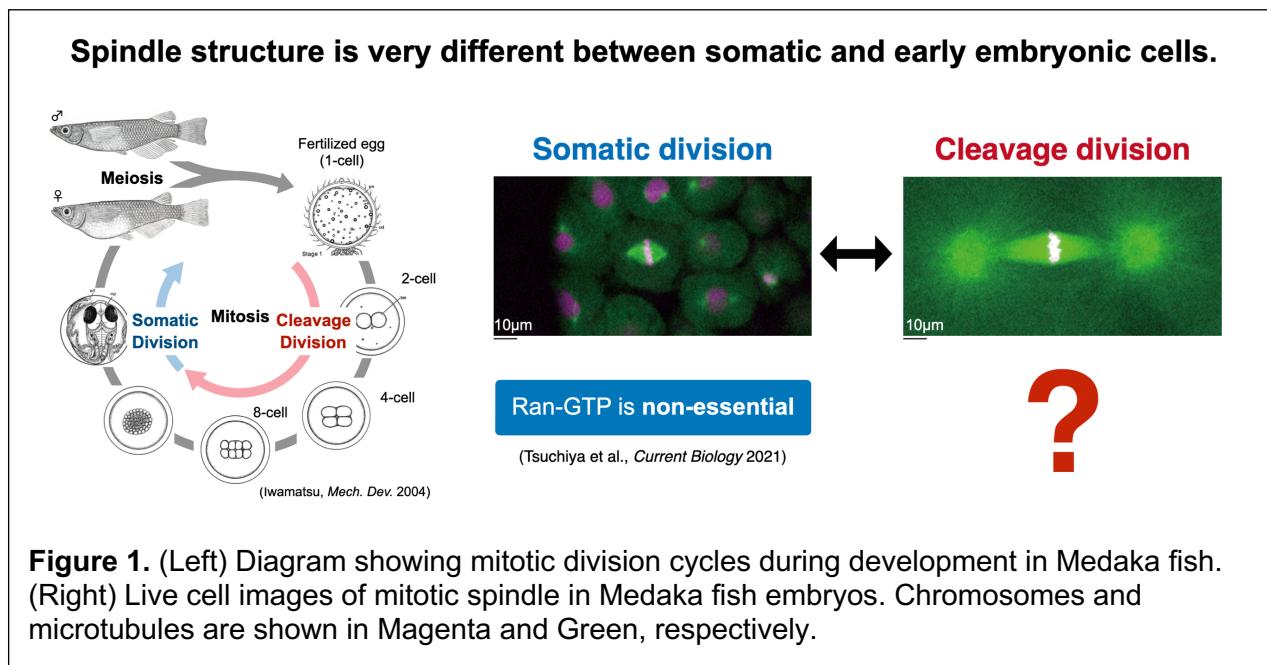 Spindle structure is very different between somatic and early embryonic cells.
♂
♀
Meiosis
Fertilized egg
(1-cell)
Stage 1
2-cell
4-cell
8-cell
Somatic
Division
Mitosis
Cleavage
Division
(Iwamatsu, Mech. Dev. 2004)
Somatic division
10μm
Ran-GTP is non-essential
(Tsuchiya et al., Current Biology 2021)
Cleavage division
10μm
?
Figure 1. (Left) Diagram showing mitotic division cycles during development in Medaka fish.
(Right) Live cell images of mitotic spindle in Medaka fish embryos. Chromosomes and
microtubules are shown in Magenta and Green, respectively.